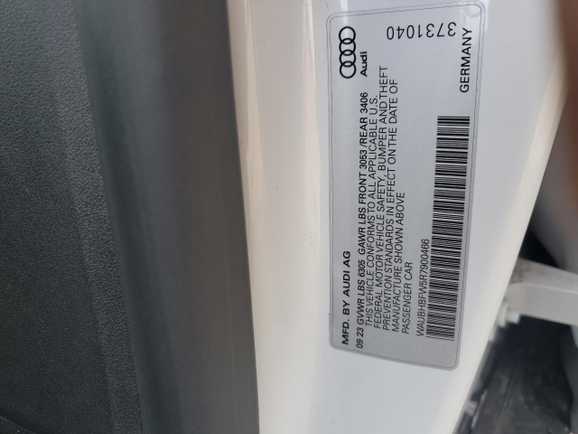 3731040
Audi
MFD. BY AUDI AG
GERMANY
09 23 GVWR LBS 6305 GAWR LBS FRONT 3053 /REAR 3406
THIS VEHICLE CONFORMS TO ALL APPLICABLE U.S.
FEDERAL MOTOR VEHICLE SAFETY, BUMPER AND THEFT
PREVENTION STANDARDS IN EFFECT ON THE DATE OF
MANUFACTURE SHOWN ABOVE
PASSENGER CAR
WAUBHBFW5R7900466